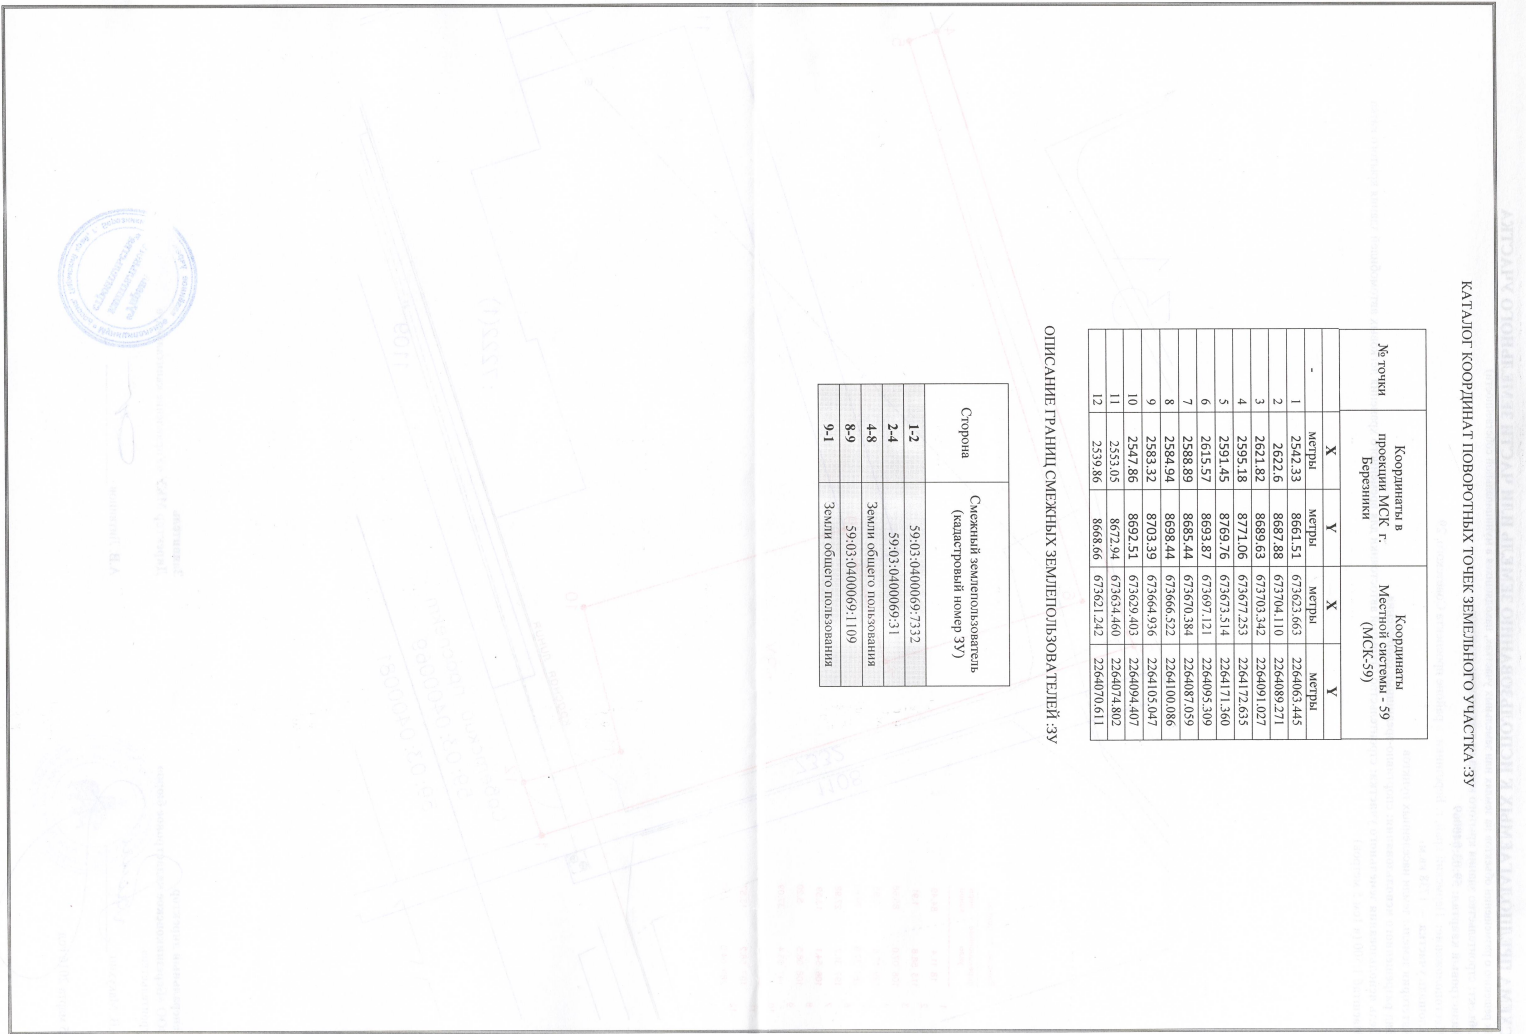 КАТАЛОГ КООРДИНАТ ПОВОРОТНЫХ ТОЧЕК ЗЕМЕЛЬНОГО УЧАСТКА :ЗУ
№ точки | Координаты в проекции МСК г. Березники | Координаты Местной системы - 59 (МСК-59)
X | Y | X | Y
- | метры | метры | метры | метры
1 | 2542.33 | 8661.51 | 673623.663 | 2264063.445
2 | 2622.6 | 8687.88 | 673704.110 | 2264089.271
3 | 2621.82 | 8689.63 | 673703.342 | 2264091.027
4 | 2595.18 | 8771.06 | 673677.253 | 2264172.635
5 | 2591.45 | 8769.76 | 673673.514 | 2264171.360
6 | 2615.57 | 8693.87 | 673697.121 | 2264095.309
7 | 2588.89 | 8685.44 | 673670.384 | 2264087.059
8 | 2584.94 | 8698.44 | 673666.522 | 2264100.086
9 | 2583.32 | 8703.39 | 673664.936 | 2264105.047
10 | 2547.86 | 8692.51 | 673629.403 | 2264094.407
11 | 2553.05 | 8672.94 | 673634.460 | 2264074.802
12 | 2539.86 | 8668.66 | 673621.242 | 2264070.611
ОПИСАНИЕ ГРАНИЦ СМЕЖНЫХ ЗЕМЛЕПОЛЬЗОВАТЕЛЕЙ :ЗУ
Сторона | Смежный землепользователь (кадастровый номер ЗУ)
1-2 | 59:03:0400069:7332
2-4 | 59:03:0400069:31
4-8 | Земли общего пользования
8-9 | 59:03:0400069:1109
9-1 | Земли общего пользования